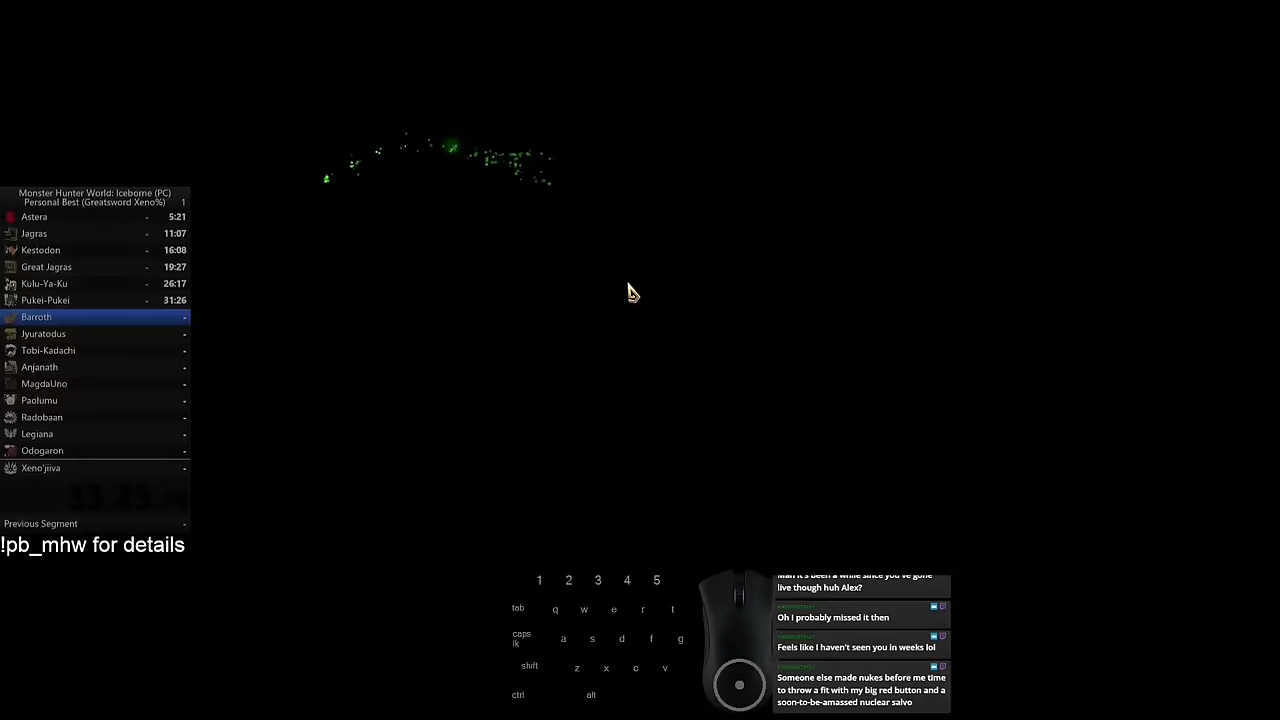 Monster Hunter World: Iceborne (PC)
Personal Best (Greatsword Xeno%) 1
Astera - 5:21
Jagras - 11:07
Kestodon - 16:08
Great Jagras - 19:27
Kulu-Ya-Ku - 26:17
Pukei-Pukei - 31:26
Barroth -
Jyuratodus -
Tobi-Kadachi -
Anjanath -
MagdaUno -
Paolumu -
Radobaan -
Legiana -
Odogaron -
Xeno'jiiva -
Previous Segment -
!pb_mhw for details
1 2 3 4 5
tab q w e r t
caps lk a s d f g
shift z x c v
ctrl alt
Man it's been a while since you've gone
live though huh Alex?
Oh I probably missed it then
Feels like I haven't seen you in weeks lol
Someone else made nukes before me time
to throw a fit with my big red button and a
soon-to-be-amassed nuclear salvo